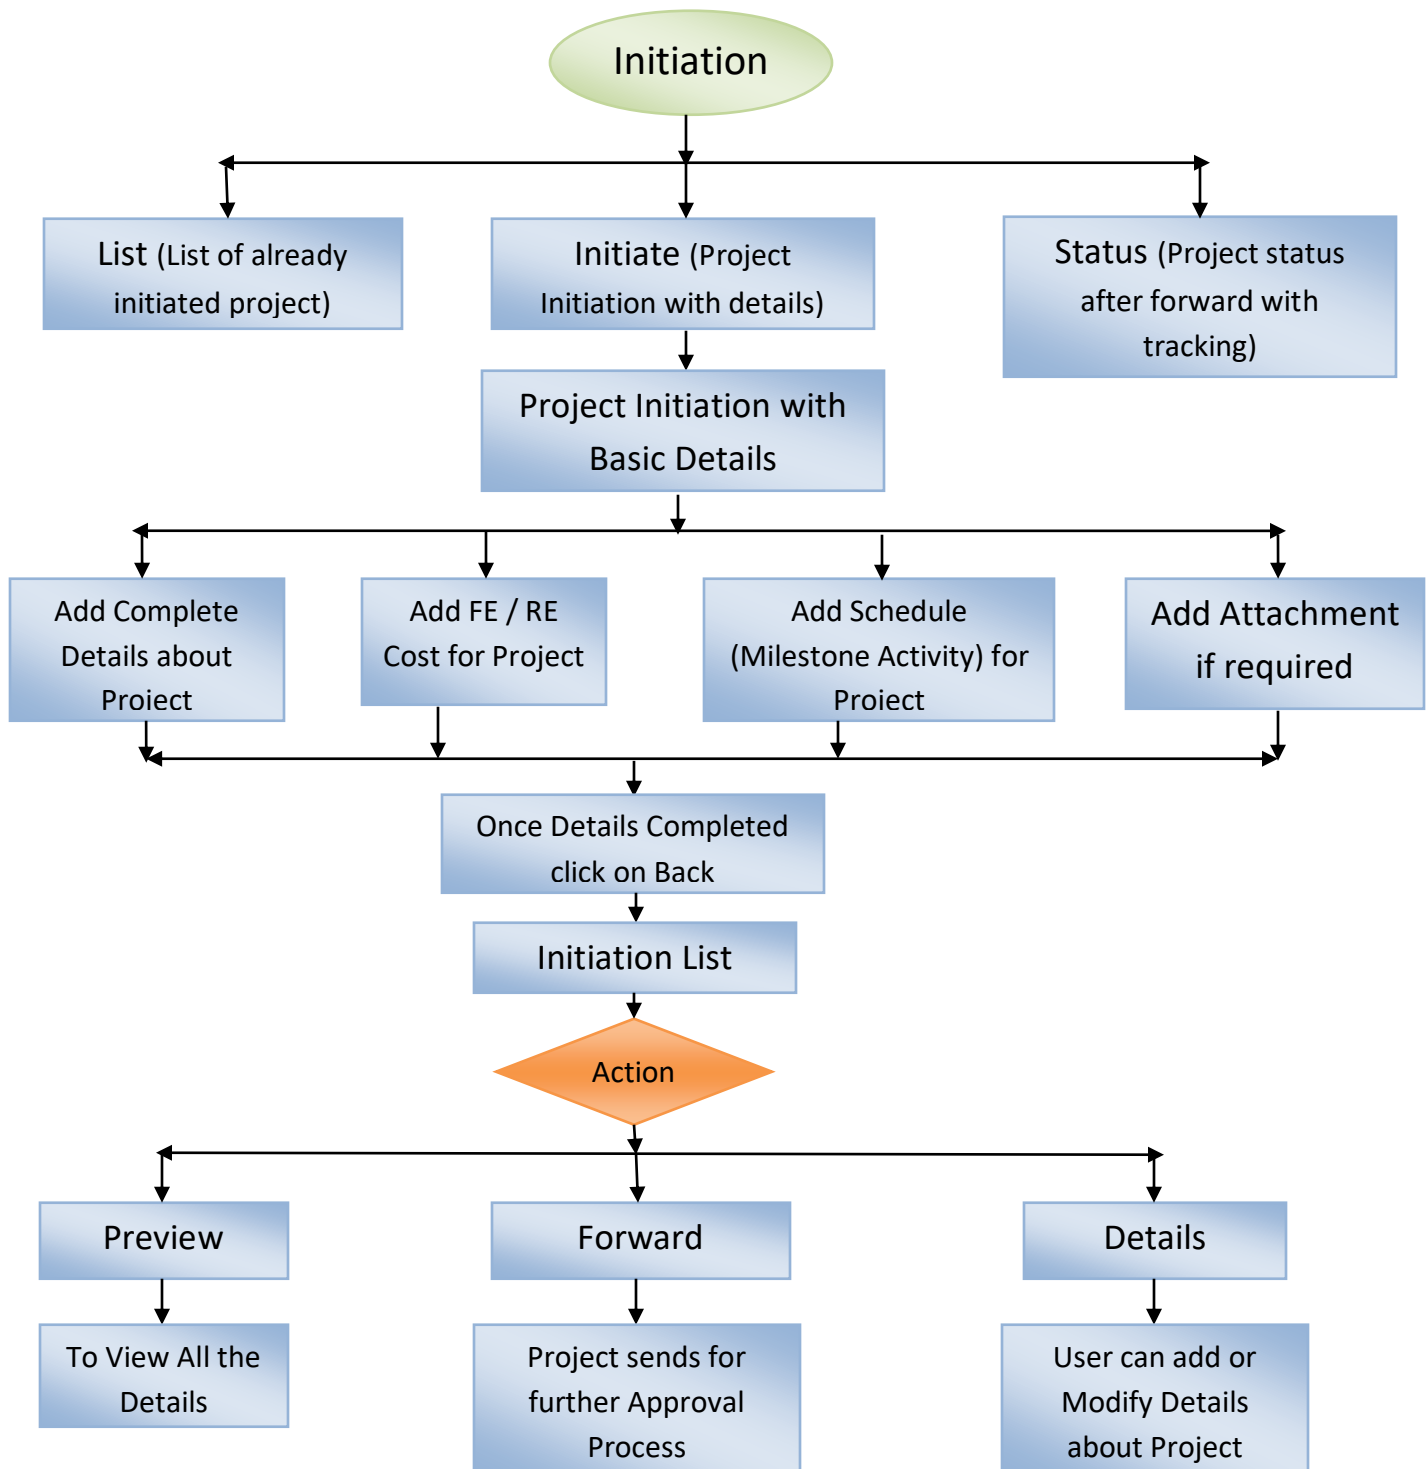 Initiation
List (List of already
initiated project)
Initiate (Project
Initiation with details)
Status (Project status
after forward with
tracking)
Project Initiation with
Basic Details
Add Complete
Details about
Project
Add FE / RE
Cost for Project
Add Schedule
(Milestone Activity) for
Project
Add Attachment
if required
Once Details Completed
click on Back
Initiation List
Action
Preview
Forward
Details
To View All the
Details
Project sends for
further Approval
Process
User can add or
Modify Details
about Project